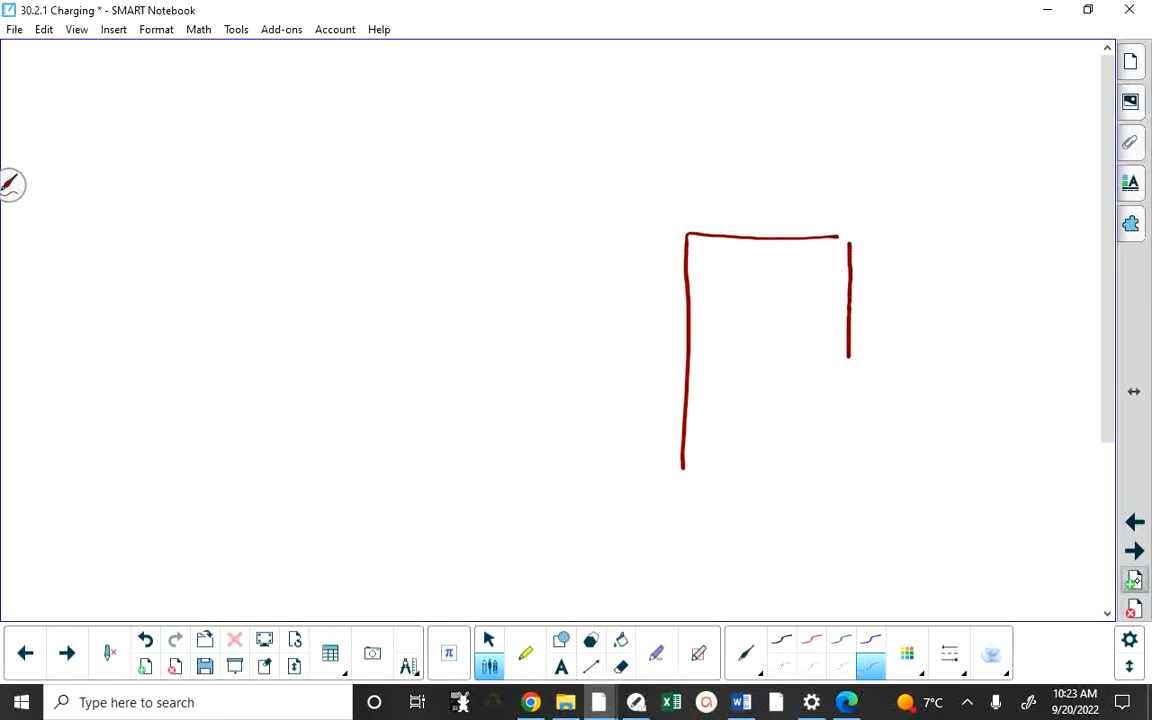 30.2.1 Charging * - SMART Notebook
File Edit View Insert Format Math Tools Add-ons Account Help
Type here to search
7°C
10:23 AM
9/20/2022